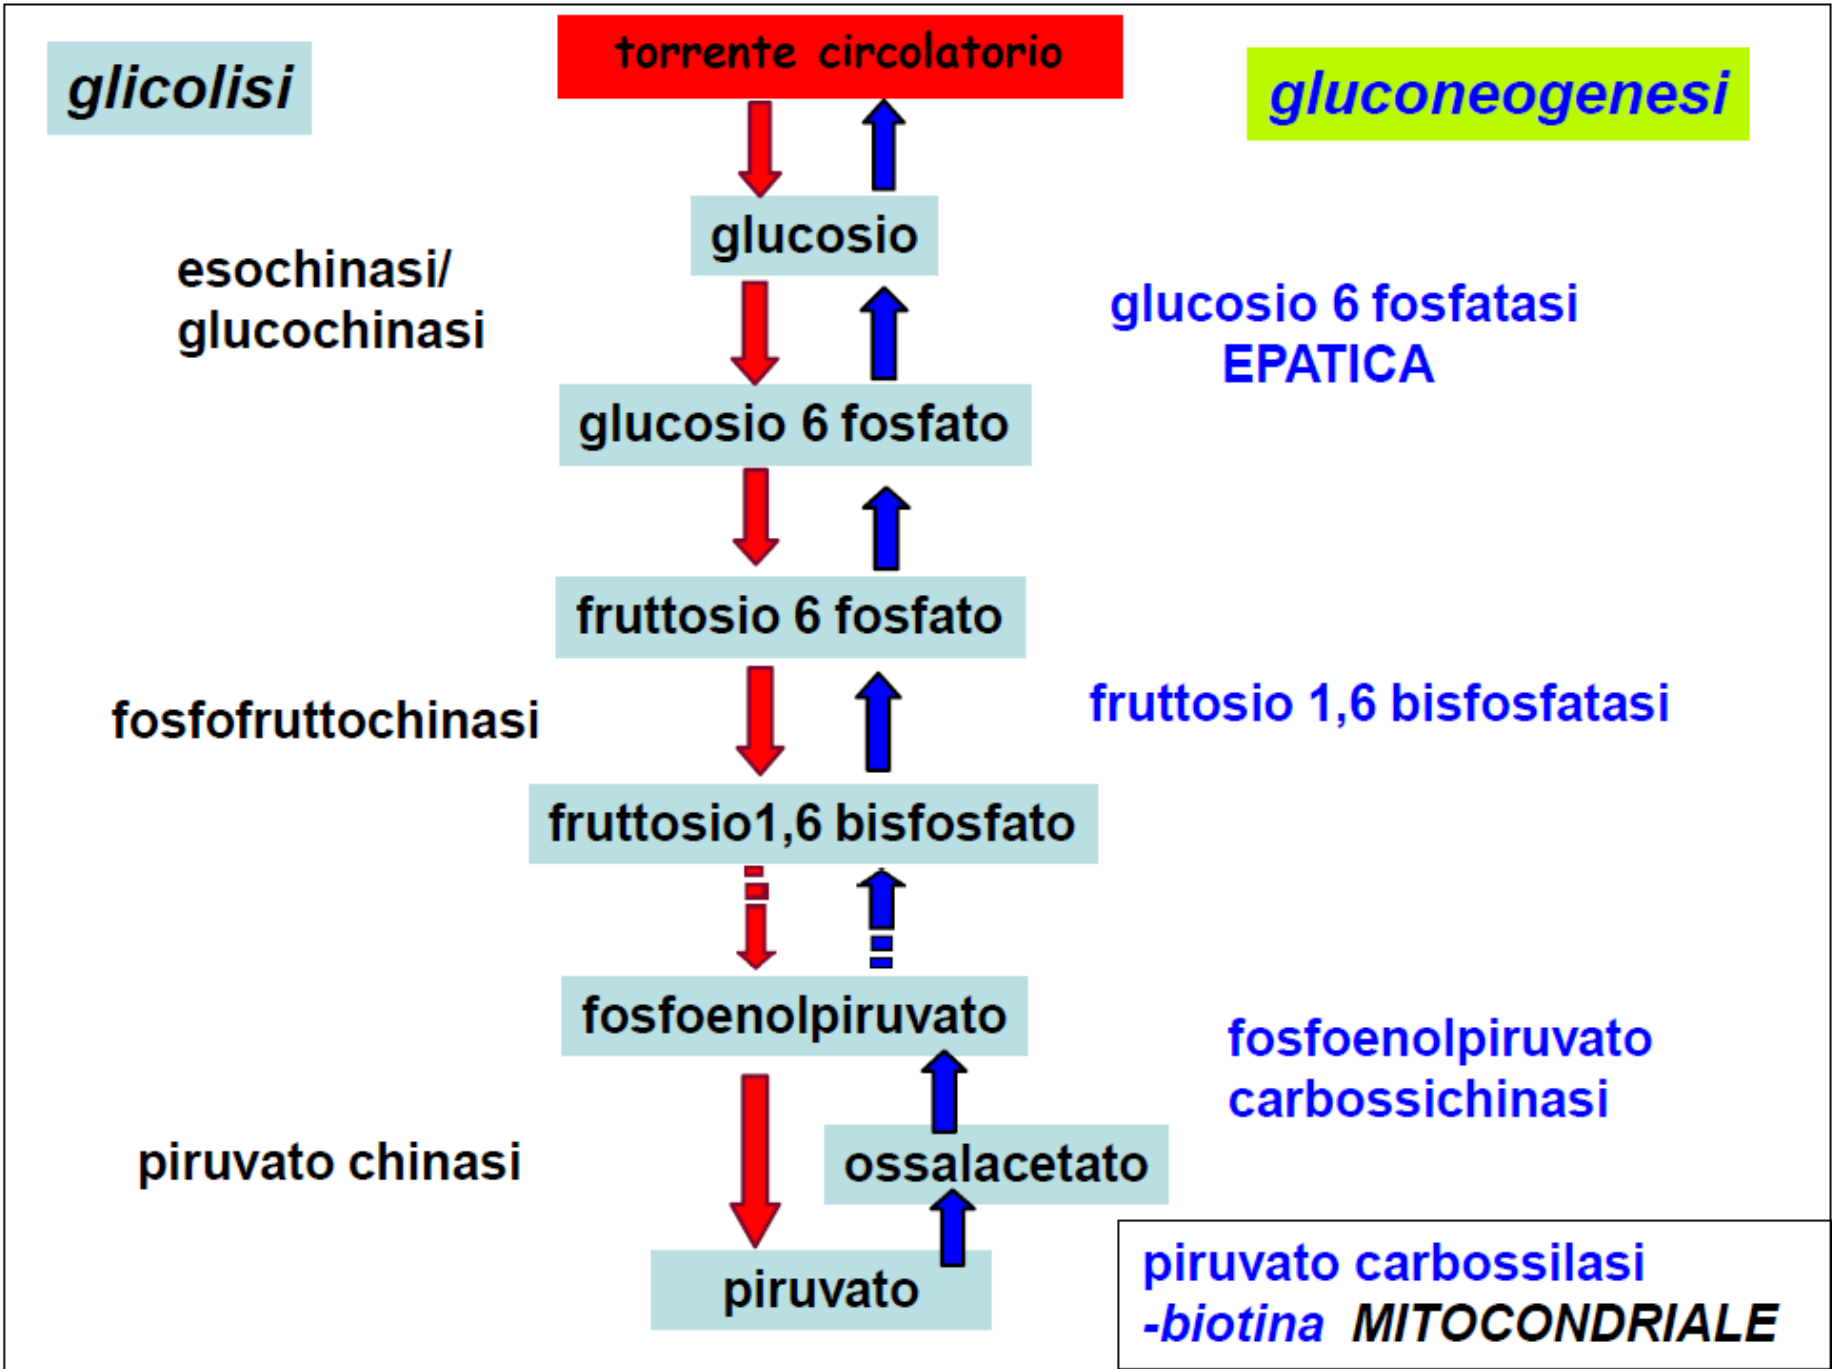 torrente circolatorio
glicolisi
gluconeogenesi
glucosio
esochinasi/
glucochinasi
glucosio 6 fosfatasi
EPATICA
glucosio 6 fosfato
fruttosio 6 fosfato
fosfofruttochinasi
fruttosio 1,6 bisfosfatasi
fruttosio1,6 bisfosfato
fosfoenolpiruvato
fosfoenolpiruvato
carbossichinasi
piruvato chinasi
ossalacetato
piruvato
piruvato carbossilasi
-biotina MITOCONDRIALE